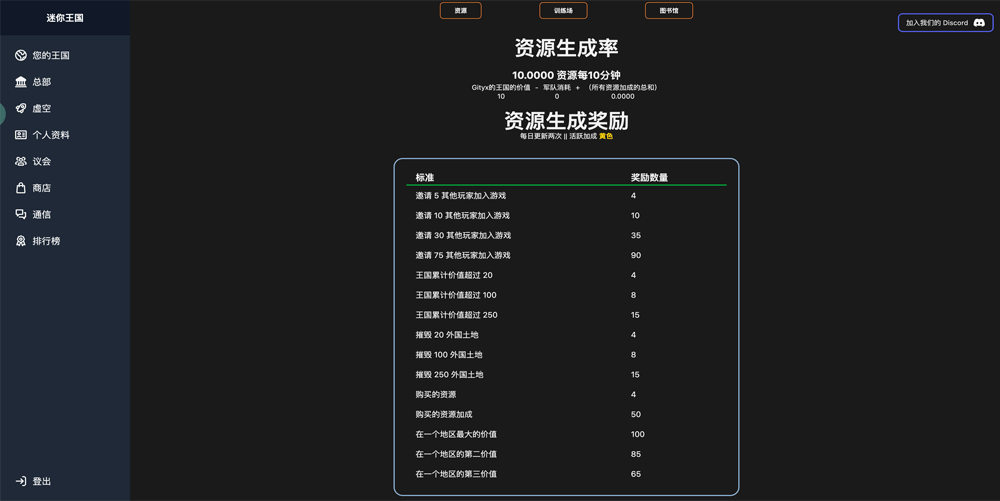 迷你王国
您的王国
总部
虚空
个人资料
议会
商店
通信
排行榜
登出
资源
训练场
图书馆
加入我们的 Discord
资源生成率
10.0000 资源每10分钟
Gityx的王国的价值 - 军队消耗 + （所有资源加成的总和）
10 0 0.0000
资源生成奖励
每日更新两次 || 活跃加成 黄色
标准 奖励数量
邀请 5 其他玩家加入游戏 4
邀请 10 其他玩家加入游戏 10
邀请 30 其他玩家加入游戏 35
邀请 75 其他玩家加入游戏 90
王国累计价值超过 20 4
王国累计价值超过 100 8
王国累计价值超过 250 15
摧毁 20 外国土地 4
摧毁 100 外国土地 8
摧毁 250 外国土地 15
购买的资源 4
购买的资源加成 50
在一个地区最大的价值 100
在一个地区的第二价值 85
在一个地区的第三价值 65